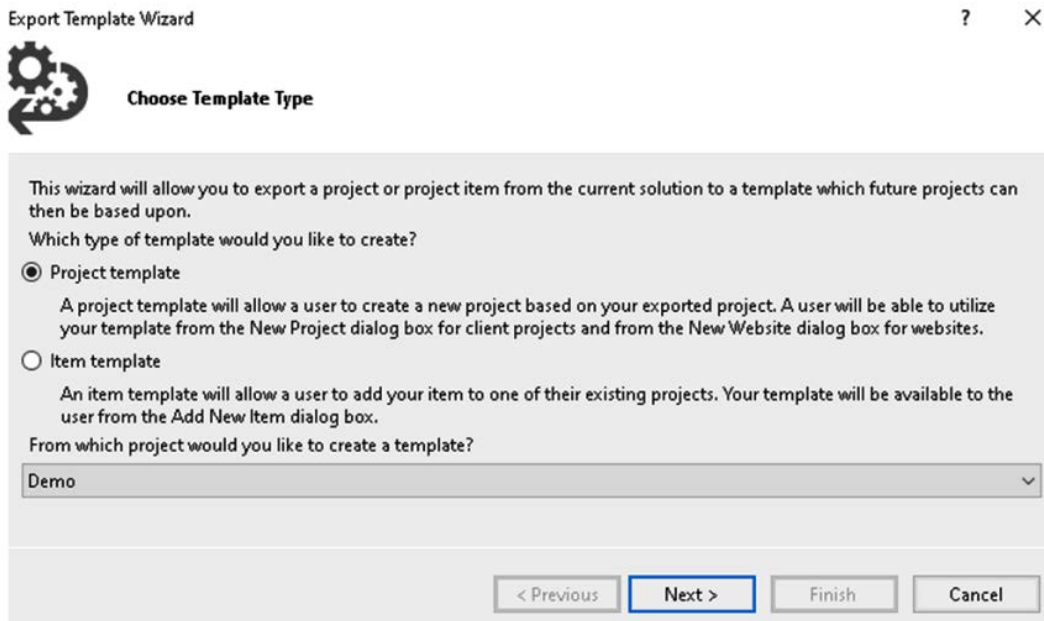 Export Template Wizard ? ×
Choose Template Type
This wizard will allow you to export a project or project item from the current solution to a template which future projects can
then be based upon.
Which type of template would you like to create?
Project template
A project template will allow a user to create a new project based on your exported project. A user will be able to utilize
your template from the New Project dialog box for client projects and from the New Website dialog box for websites.
Item template
An item template will allow a user to add your item to one of their existing projects. Your template will be available to the
user from the Add New Item dialog box.
From which project would you like to create a template?
Demo
< Previous Next > Finish Cancel